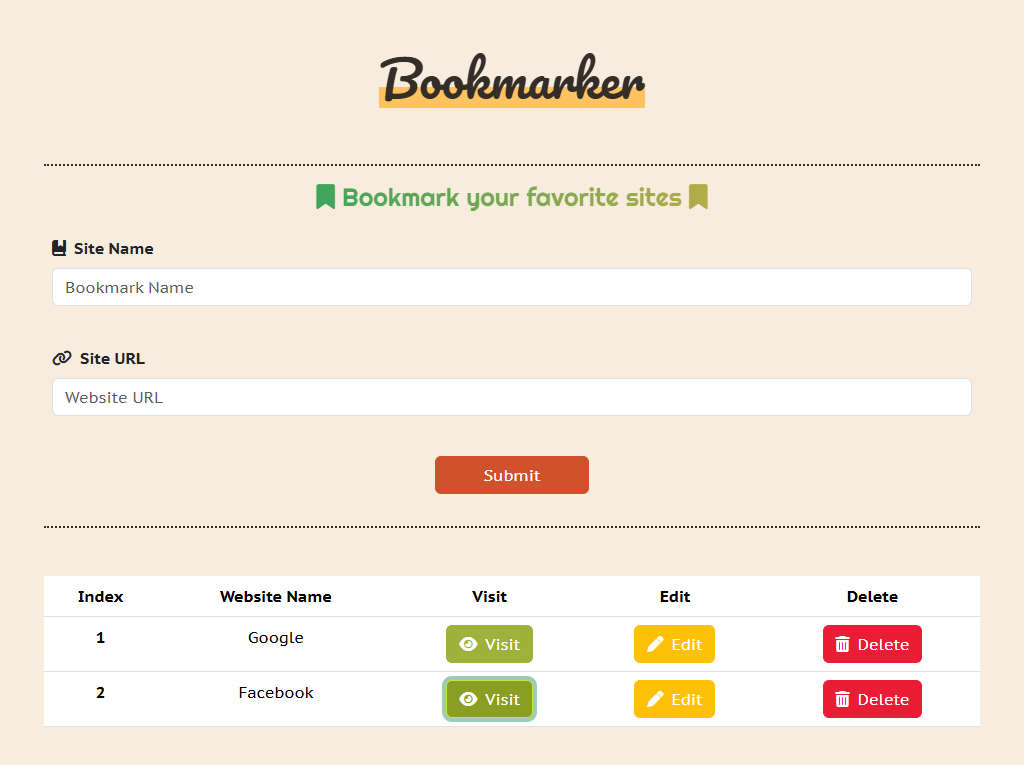 Bookmarker
Bookmark your favorite sites
Site Name
Bookmark Name
Site URL
Website URL
Submit
Index Website Name Visit Edit Delete
1 Google Visit Edit Delete
2 Facebook Visit Edit Delete